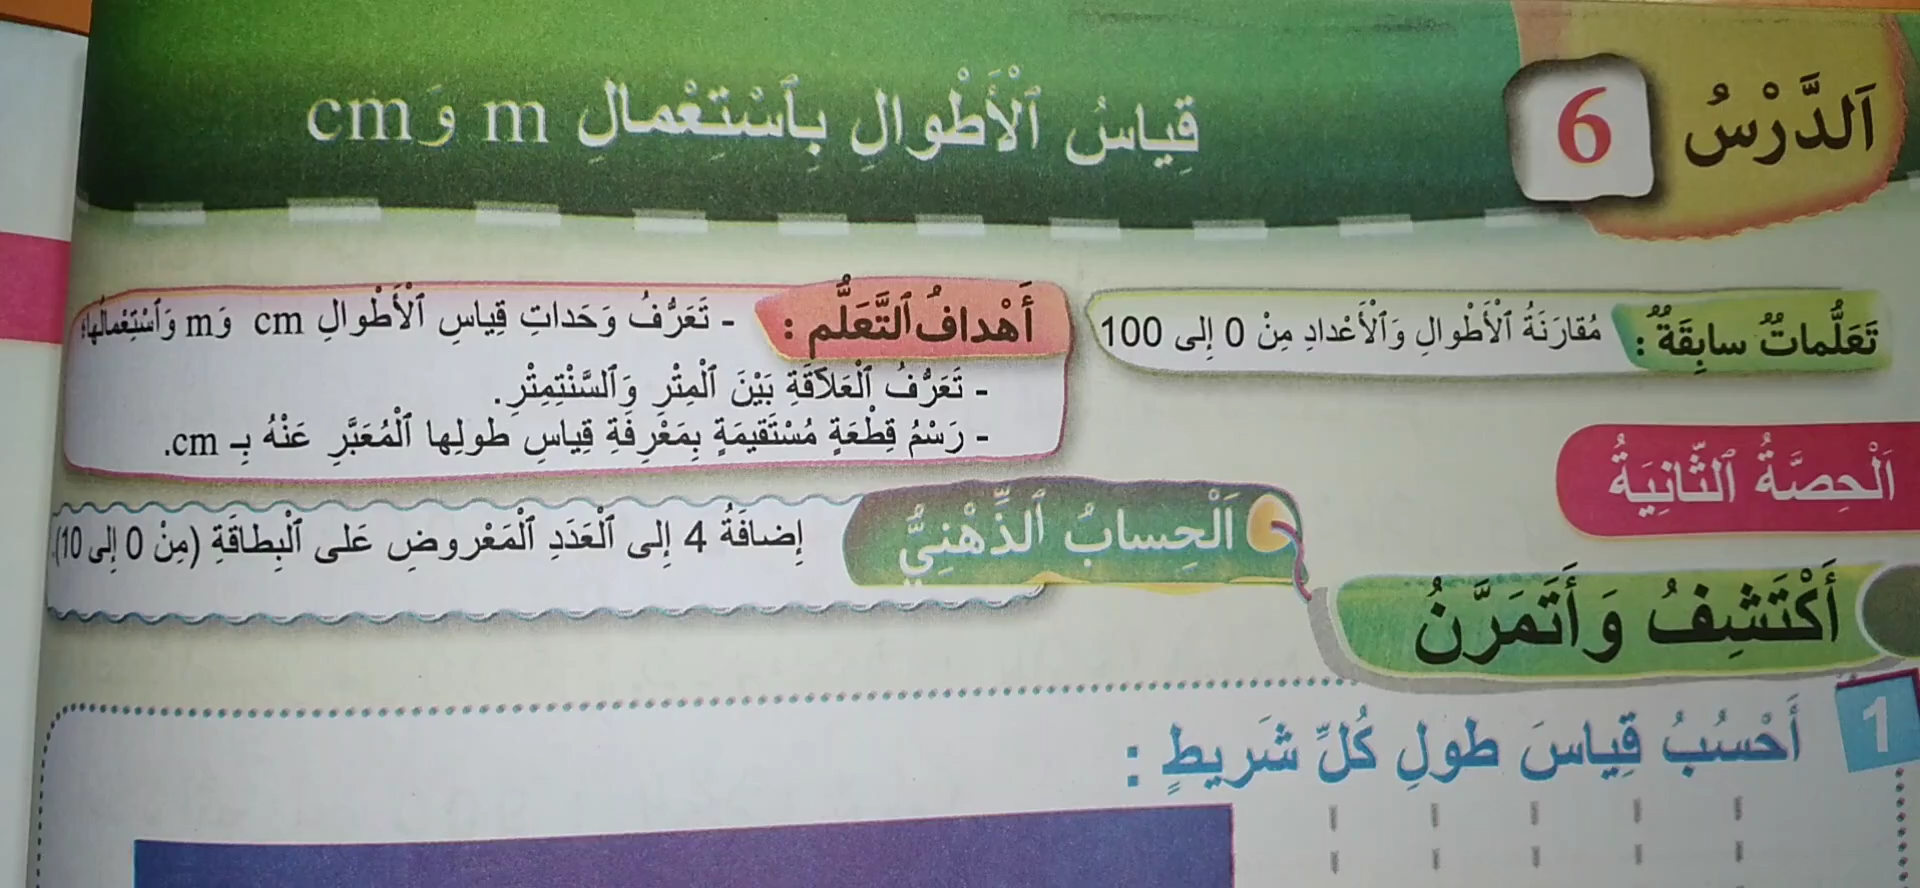 اَلدَّرْسُ 6
قِياسُ ٱلْأَطْوالِ بِٱسْتِعْمالِ m وَ cm
تَعَلُّماتٌ سابِقَةٌ : مُقارَنَةُ ٱلْأَطْوالِ وَٱلْأَعْدادِ مِنْ 0 إِلى 100
أَهْدافُ ٱلتَّعَلُّمِ : - تَعَرُّفُ وَحَداتِ قِياسِ ٱلْأَطْوالِ cm وَ m وَٱسْتِعْمالُها؛
- تَعَرُّفُ ٱلْعَلاقَةِ بَيْنَ ٱلْمِتْرِ وَٱلسَّنْتِمِتْرِ.
- رَسْمُ قِطْعَةٍ مُسْتَقيمَةٍ بِمَعْرِفَةِ قِياسِ طولِها ٱلْمُعَبَّرِ عَنْهُ بِـ cm.
اَلْحِصَّةُ ٱلثّانِيَةُ
اَلْحِسابُ ٱلذِّهْنِيُّ
إِضافَةُ 4 إِلى ٱلْعَدَدِ ٱلْمَعْروضِ عَلى ٱلْبِطاقَةِ (مِنْ 0 إِلى 10).
أَكْتَشِفُ وَ أَتَمَرَّنُ
1 أَحْسُبُ قِياسَ طولِ كُلِّ شَريطٍ :